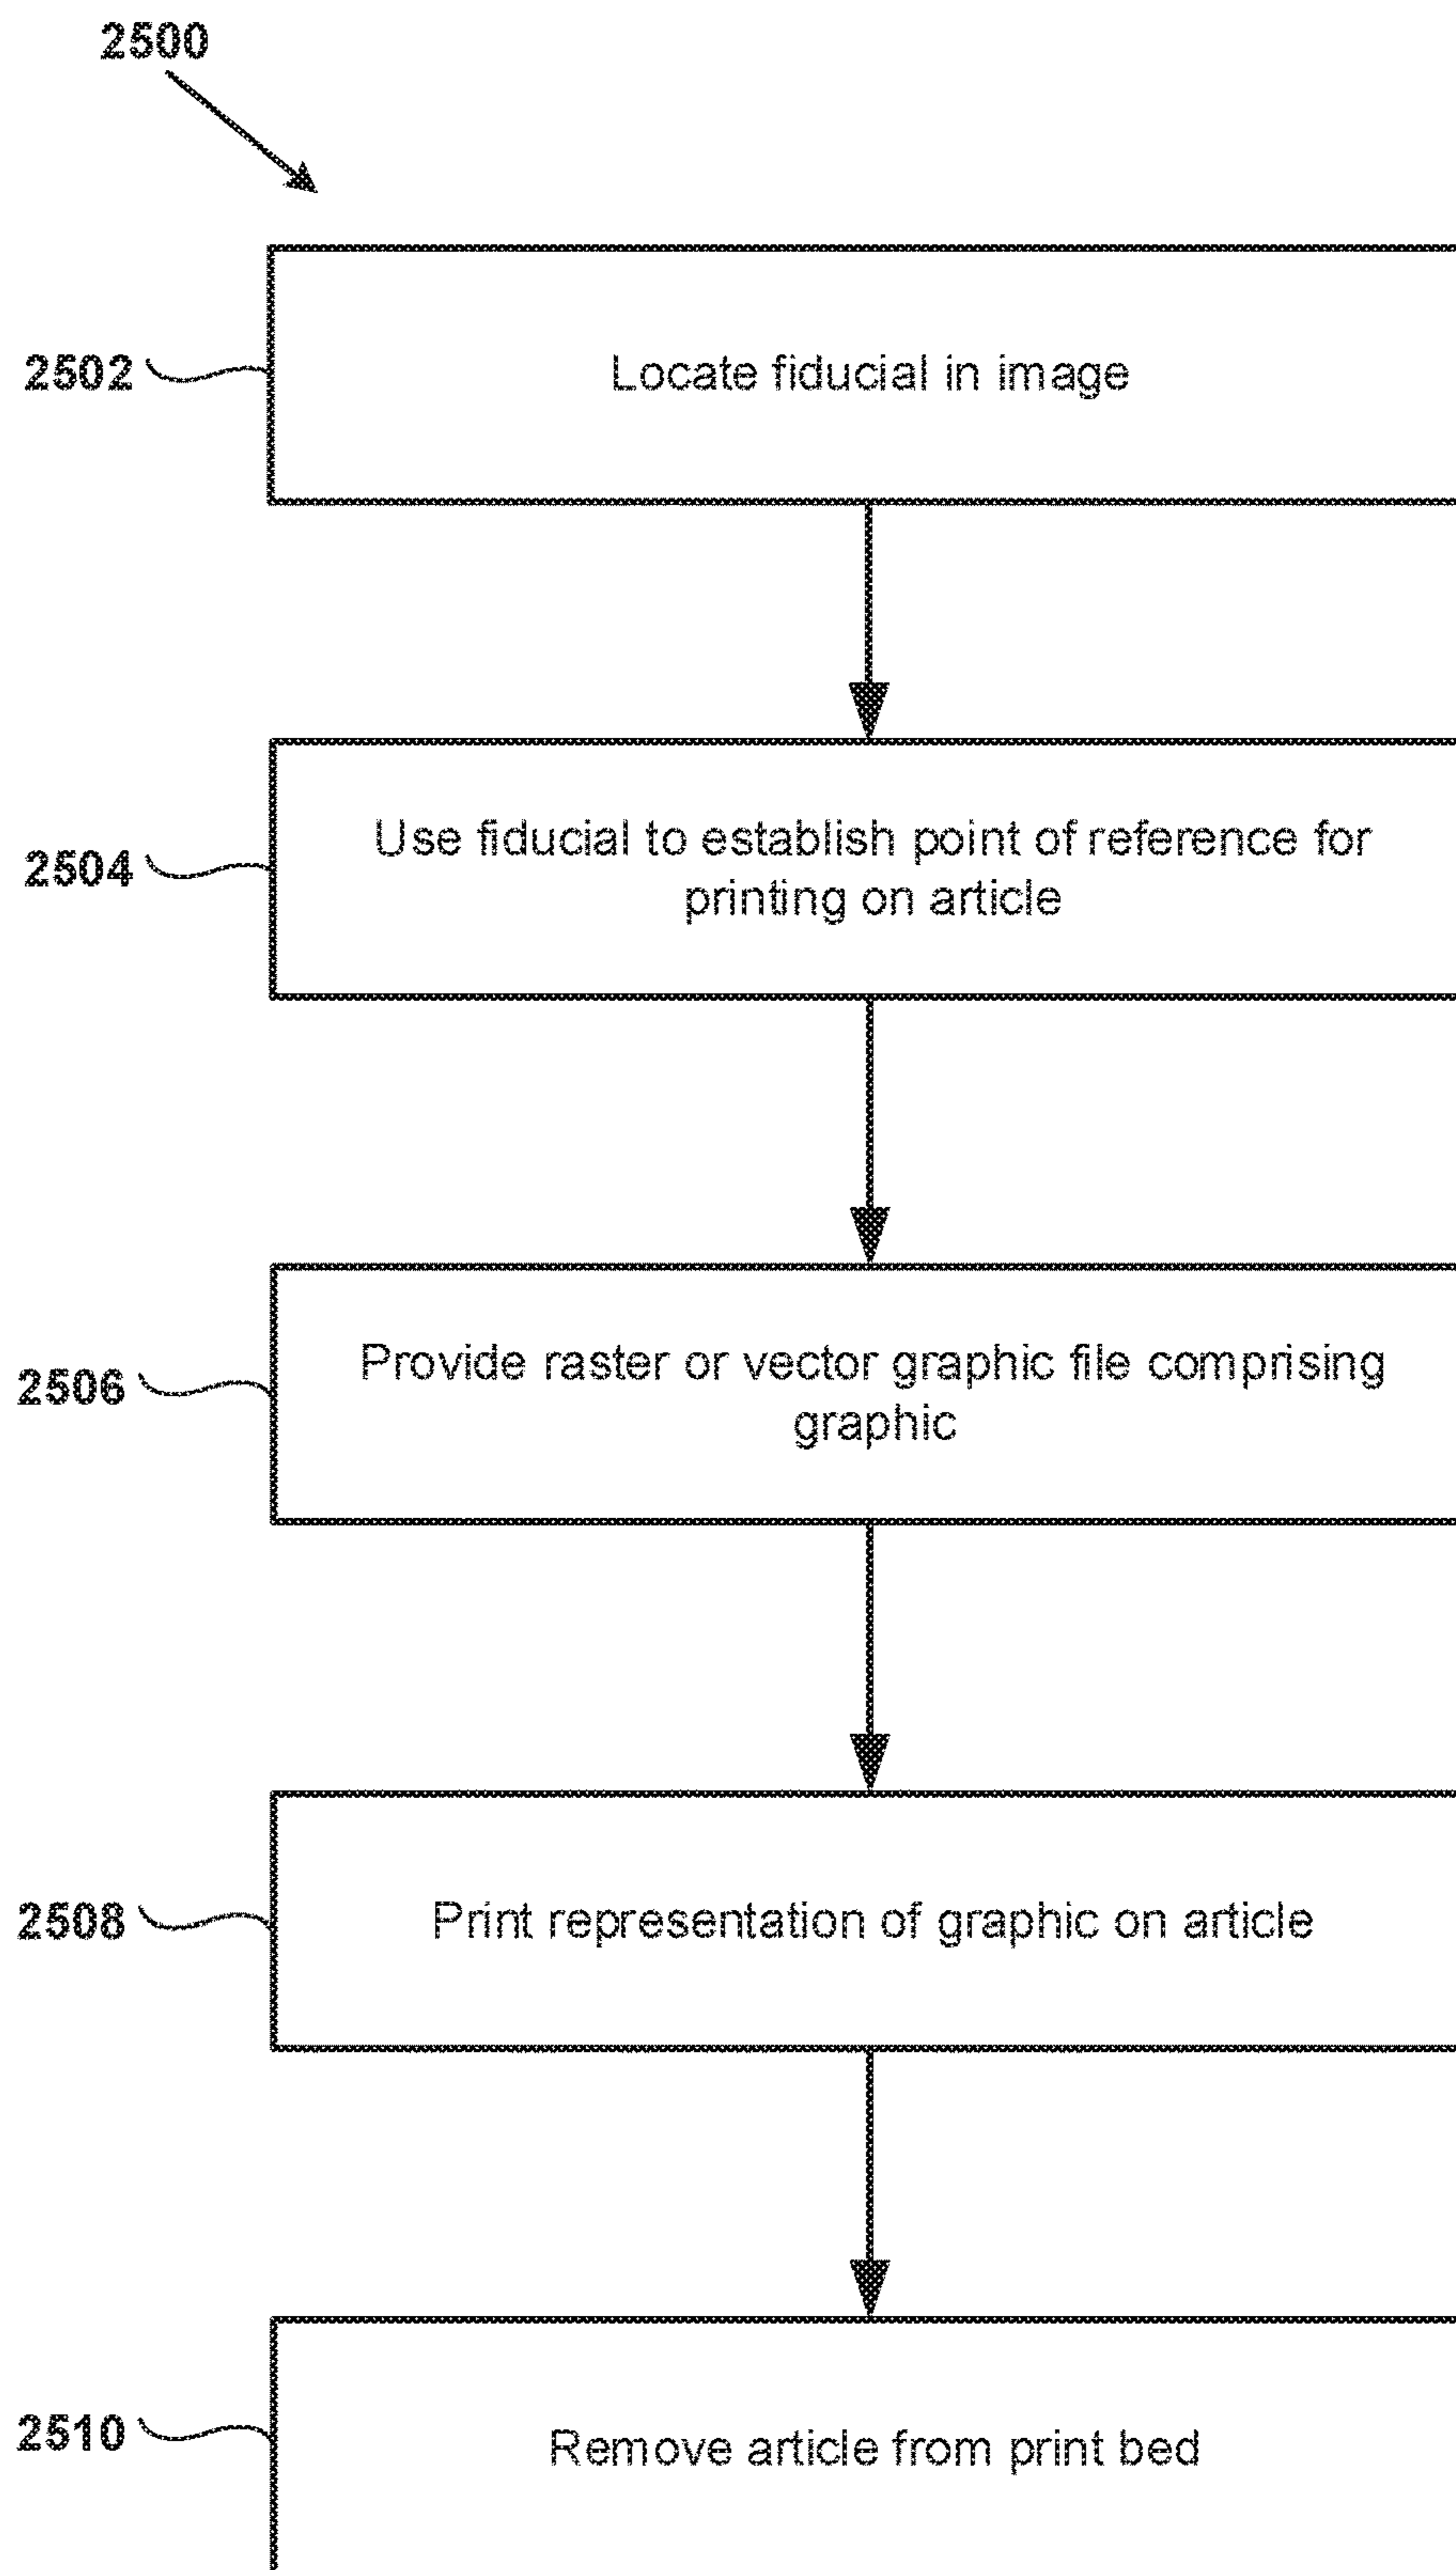 2500
2502
Locate fiducial in image
2504
Use fiducial to establish point of reference for
printing on article
2506
Provide raster or vector graphic file comprising
graphic
2508
Print representation of graphic on article
2510
Remove article from print bed